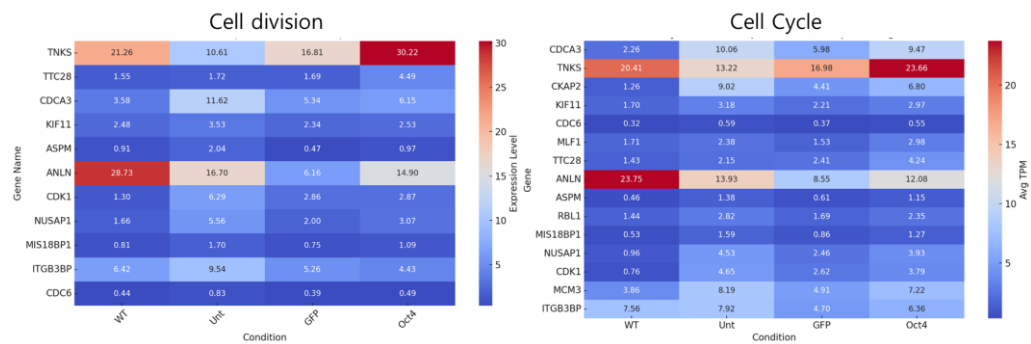 Cell division
TNKS 21.26 10.61 16.81 30.22
TTC28 1.55 1.72 1.69 4.49
CDCA3 3.58 11.62 5.34 6.15
KIF11 2.48 3.53 2.34 2.53
ASPM 0.91 2.04 0.47 0.97
ANLN 28.73 16.70 6.16 14.90
CDK1 1.30 6.29 2.86 2.87
NUSAP1 1.66 5.56 2.00 3.07
MIS18BP1 0.81 1.70 0.75 1.09
ITGB3BP 6.42 9.54 5.26 4.43
CDC6 0.44 0.83 0.39 0.49
WT Unt GFP Oct4
Condition
Gene Name
30
25
20
15
10
5
Expression Level
Cell Cycle
CDCA3 2.26 10.06 5.98 9.47
TNKS 20.41 13.22 16.98 23.66
CKAP2 1.26 9.02 4.41 6.80
KIF11 1.70 3.18 2.21 2.97
CDC6 0.32 0.59 0.37 0.55
MLF1 1.71 2.38 1.53 2.98
TTC28 1.43 2.15 2.41 4.24
ANLN 23.75 13.93 8.55 12.08
ASPM 0.46 1.38 0.61 1.15
RBL1 1.44 2.82 1.69 2.35
MIS18BP1 0.53 1.59 0.86 1.27
NUSAP1 0.96 4.53 2.46 3.93
CDK1 0.76 4.65 2.62 3.79
MCM3 3.86 8.19 4.91 7.22
ITGB3BP 7.56 7.92 4.70 6.36
WT Unt GFP Oct4
Condition
Gene
20
15
10
5
Avg TPM